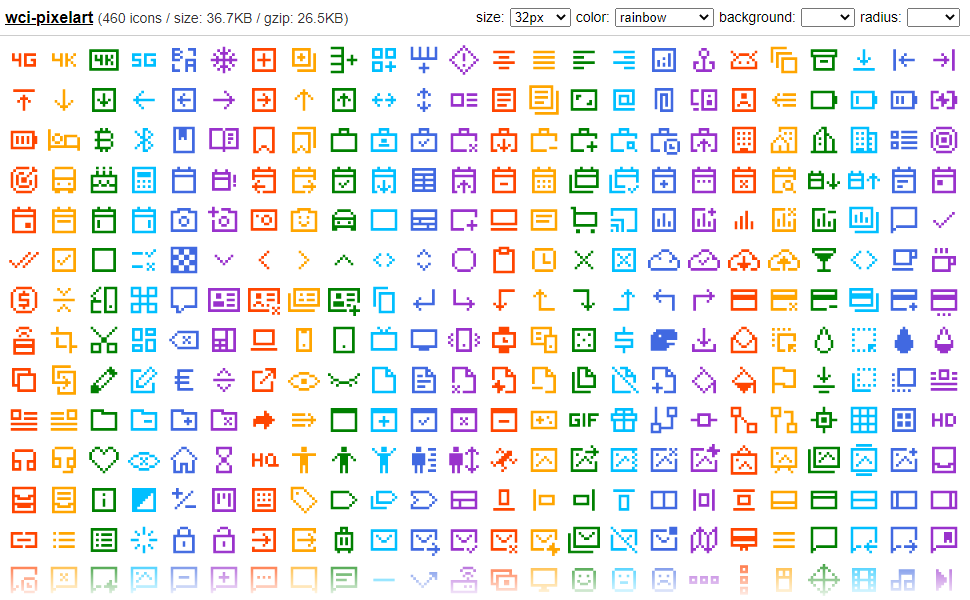 wci-pixelart (460 icons / size: 36.7KB / gzip: 26.5KB) size: 32px color: rainbow background: radius:
4G 4K 4K 5G
GIF
HD
HQ